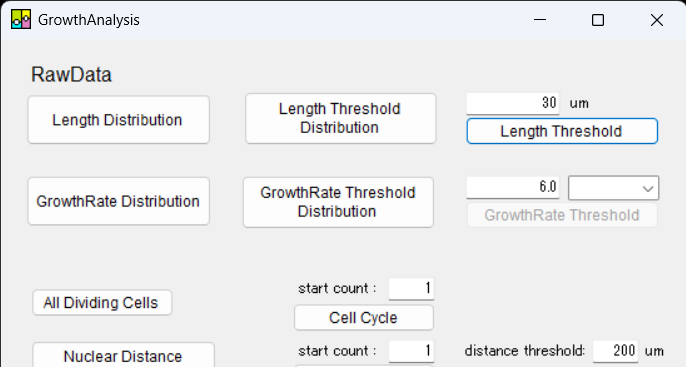 GrowthAnalysis
RawData
Length Distribution
Length Threshold
Distribution
30 um
Length Threshold
GrowthRate Distribution
GrowthRate Threshold
Distribution
6.0
GrowthRate Threshold
All Dividing Cells
start count : 1
Cell Cycle
Nuclear Distance
start count : 1
distance threshold: 200 um